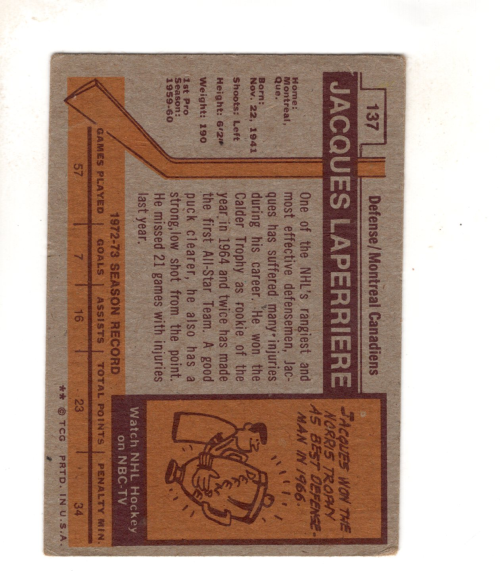 137
Defense/Montreal Canadiens
JACQUES LAPERRIERE
Home:
Montreal,
Que.
Born:
Nov. 22, 1941
Shoots: Left
Height: 6'2"
Weight: 190
1st Pro
Season:
1959-60
One of the NHL's rangiest and
most effective defensemen, Jac-
ques has suffered many injuries
during his career. He won the
Calder Trophy as rookie of the
year in 1964 and twice has made
the first All-Star Team. A good
puck clearer, he also has a
strong, low shot from the point.
He missed 21 games with injuries
last year.
JACQUES WON THE
NORRIS TROPHY
AS BEST DEFENSE-
MAN IN 1966.
Watch NHL Hockey
on NBC-TV
1972-73 SEASON RECORD
GAMES PLAYED GOALS ASSISTS TOTAL POINTS PENALTY MIN.
57 7 16 23 34
** © TCG PRTD. IN U.S.A.